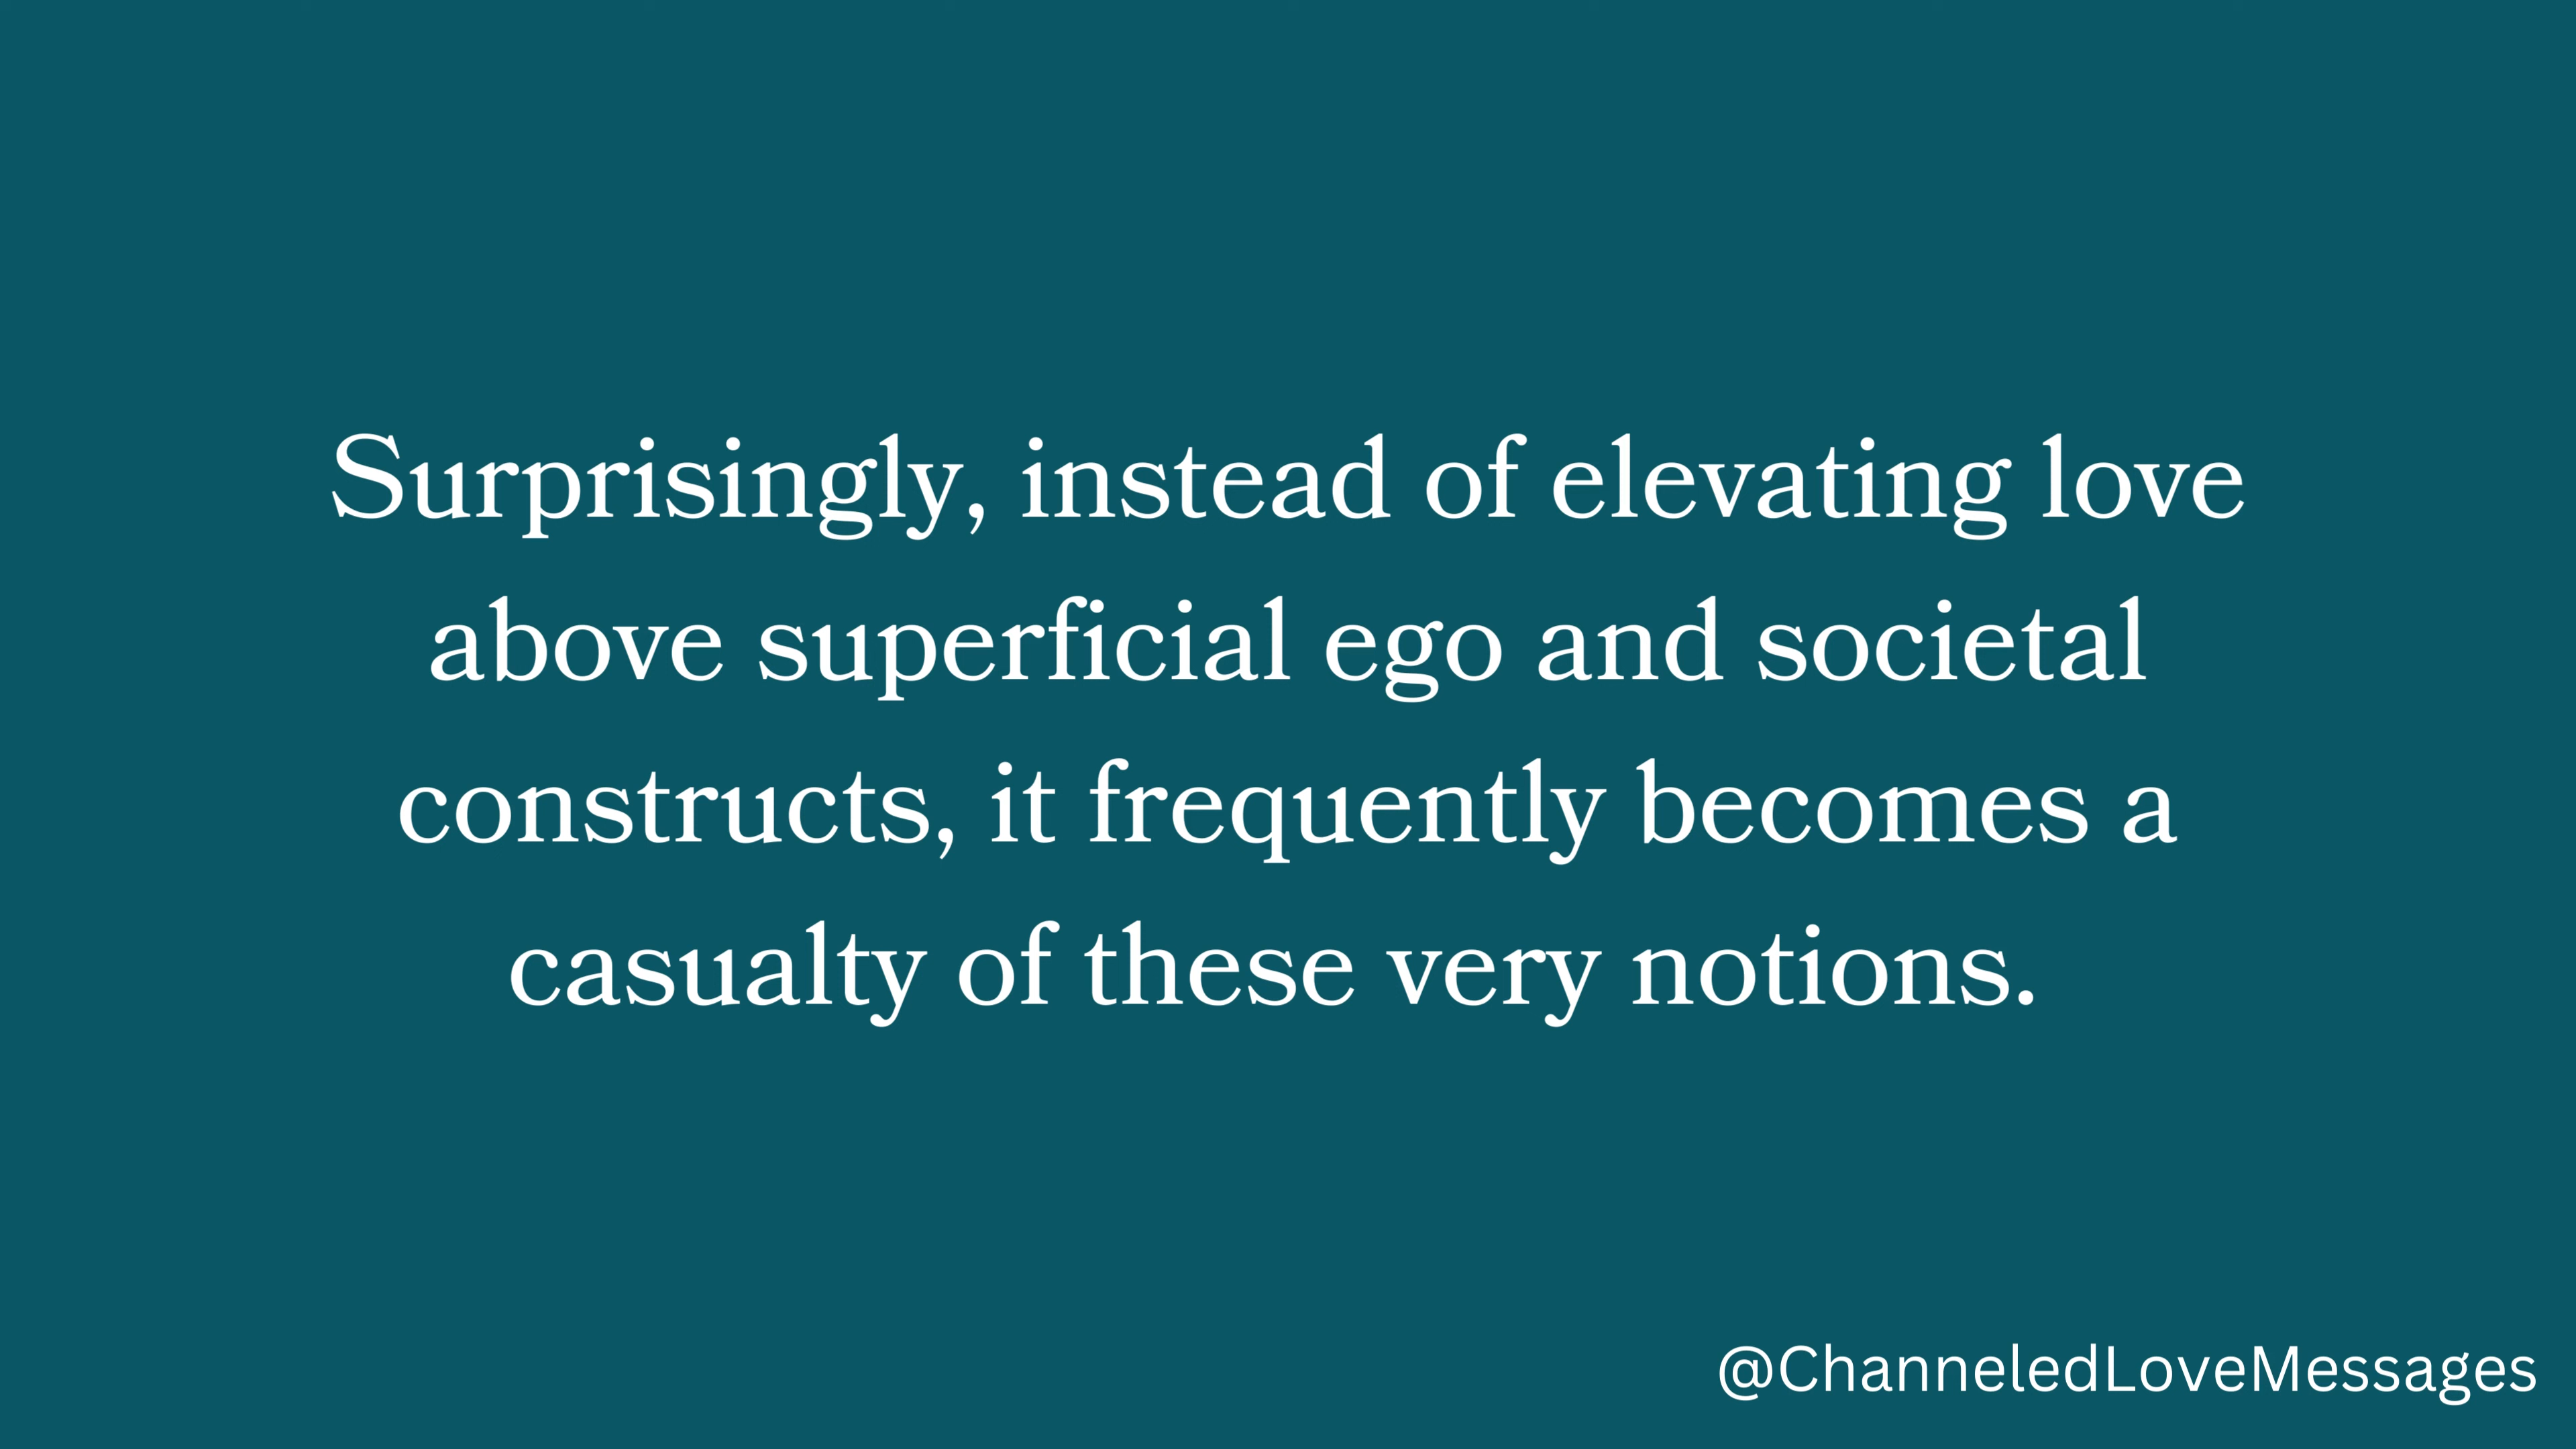 Surprisingly, instead of elevating love
above superficial ego and societal
constructs, it frequently becomes a
casualty of these very notions.
@ChanneledLoveMessages